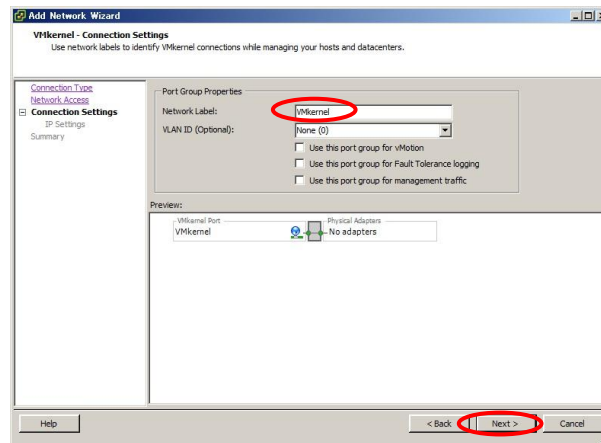 Add Network Wizard
VMkernel - Connection Settings
Use network labels to identify VMkernel connections while managing your hosts and datacenters.
Connection Type
Network Access
Connection Settings
IP Settings
Summary
Port Group Properties
Network Label:
VMkernel
VLAN ID (Optional):
None (0)
Use this port group for vMotion
Use this port group for Fault Tolerance logging
Use this port group for management traffic
Preview:
VMkernel Port
Physical Adapters
VMkernel
No adapters
Help
< Back
Next >
Cancel